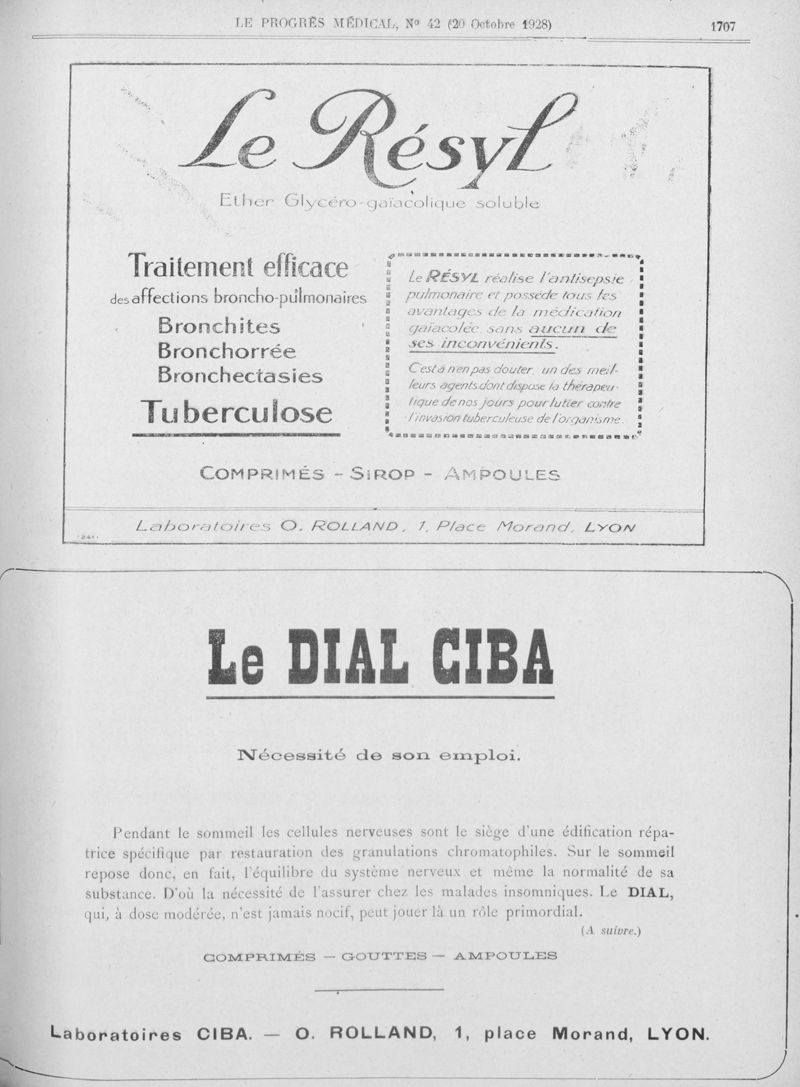 LE PROGRÈS MÉDICAL, No 42 (20 Octobre 1928)
1707
Le Résyl
Ether Glycéro-gaïacolique soluble
Traitement efficace
des affections broncho-pulmonaires
Bronchites
Bronchorrée
Bronchectasies
Tuberculose
Le RÉSYL réalise l'antisepsie
pulmonaire et possède tous les
avantages de la médication
gaïacolée sans aucun de
ses inconvénients.
C'est à n'en pas douter, un des meil-
leurs agents dont dispose la thérapeu-
tique de nos jours pour lutter contre
l'invasion tuberculeuse de l'organisme.
COMPRIMÉS - SIROP - AMPOULES
Laboratoires O. ROLLAND, 1, Place Morand, LYON
241
Le DIAL CIBA
Nécessité de son emploi.
Pendant le sommeil les cellules nerveuses sont le siège d'une édification répa-
trice spécifique par restauration des granulations chromatophiles. Sur le sommeil
repose donc, en fait, l'équilibre du système nerveux et même la normalité de sa
substance. D'où la nécessité de l'assurer chez les malades insomniques. Le DIAL,
qui, à dose modérée, n'est jamais nocif, peut jouer là un rôle primordial.
(A suivre.)
COMPRIMÉS — GOUTTES — AMPOULES
Laboratoires CIBA. — O. ROLLAND, 1, place Morand, LYON.